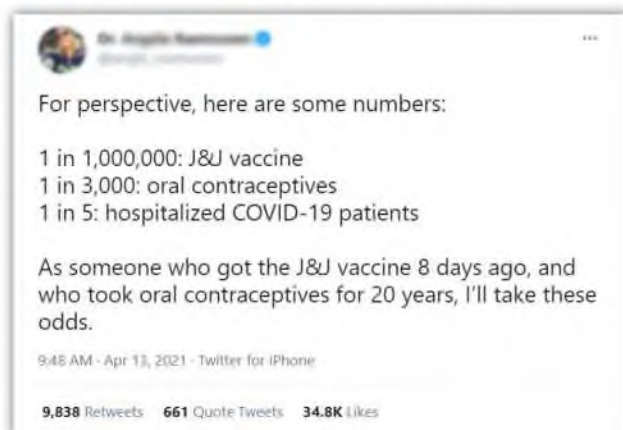 For perspective, here are some numbers:
1 in 1,000,000: J&J vaccine
1 in 3,000: oral contraceptives
1 in 5: hospitalized COVID-19 patients
As someone who got the J&J vaccine 8 days ago, and
who took oral contraceptives for 20 years, I'll take these
odds.
9:48 AM · Apr 13, 2021 · Twitter for iPhone
9,838 Retweets 661 Quote Tweets 34.8K Likes